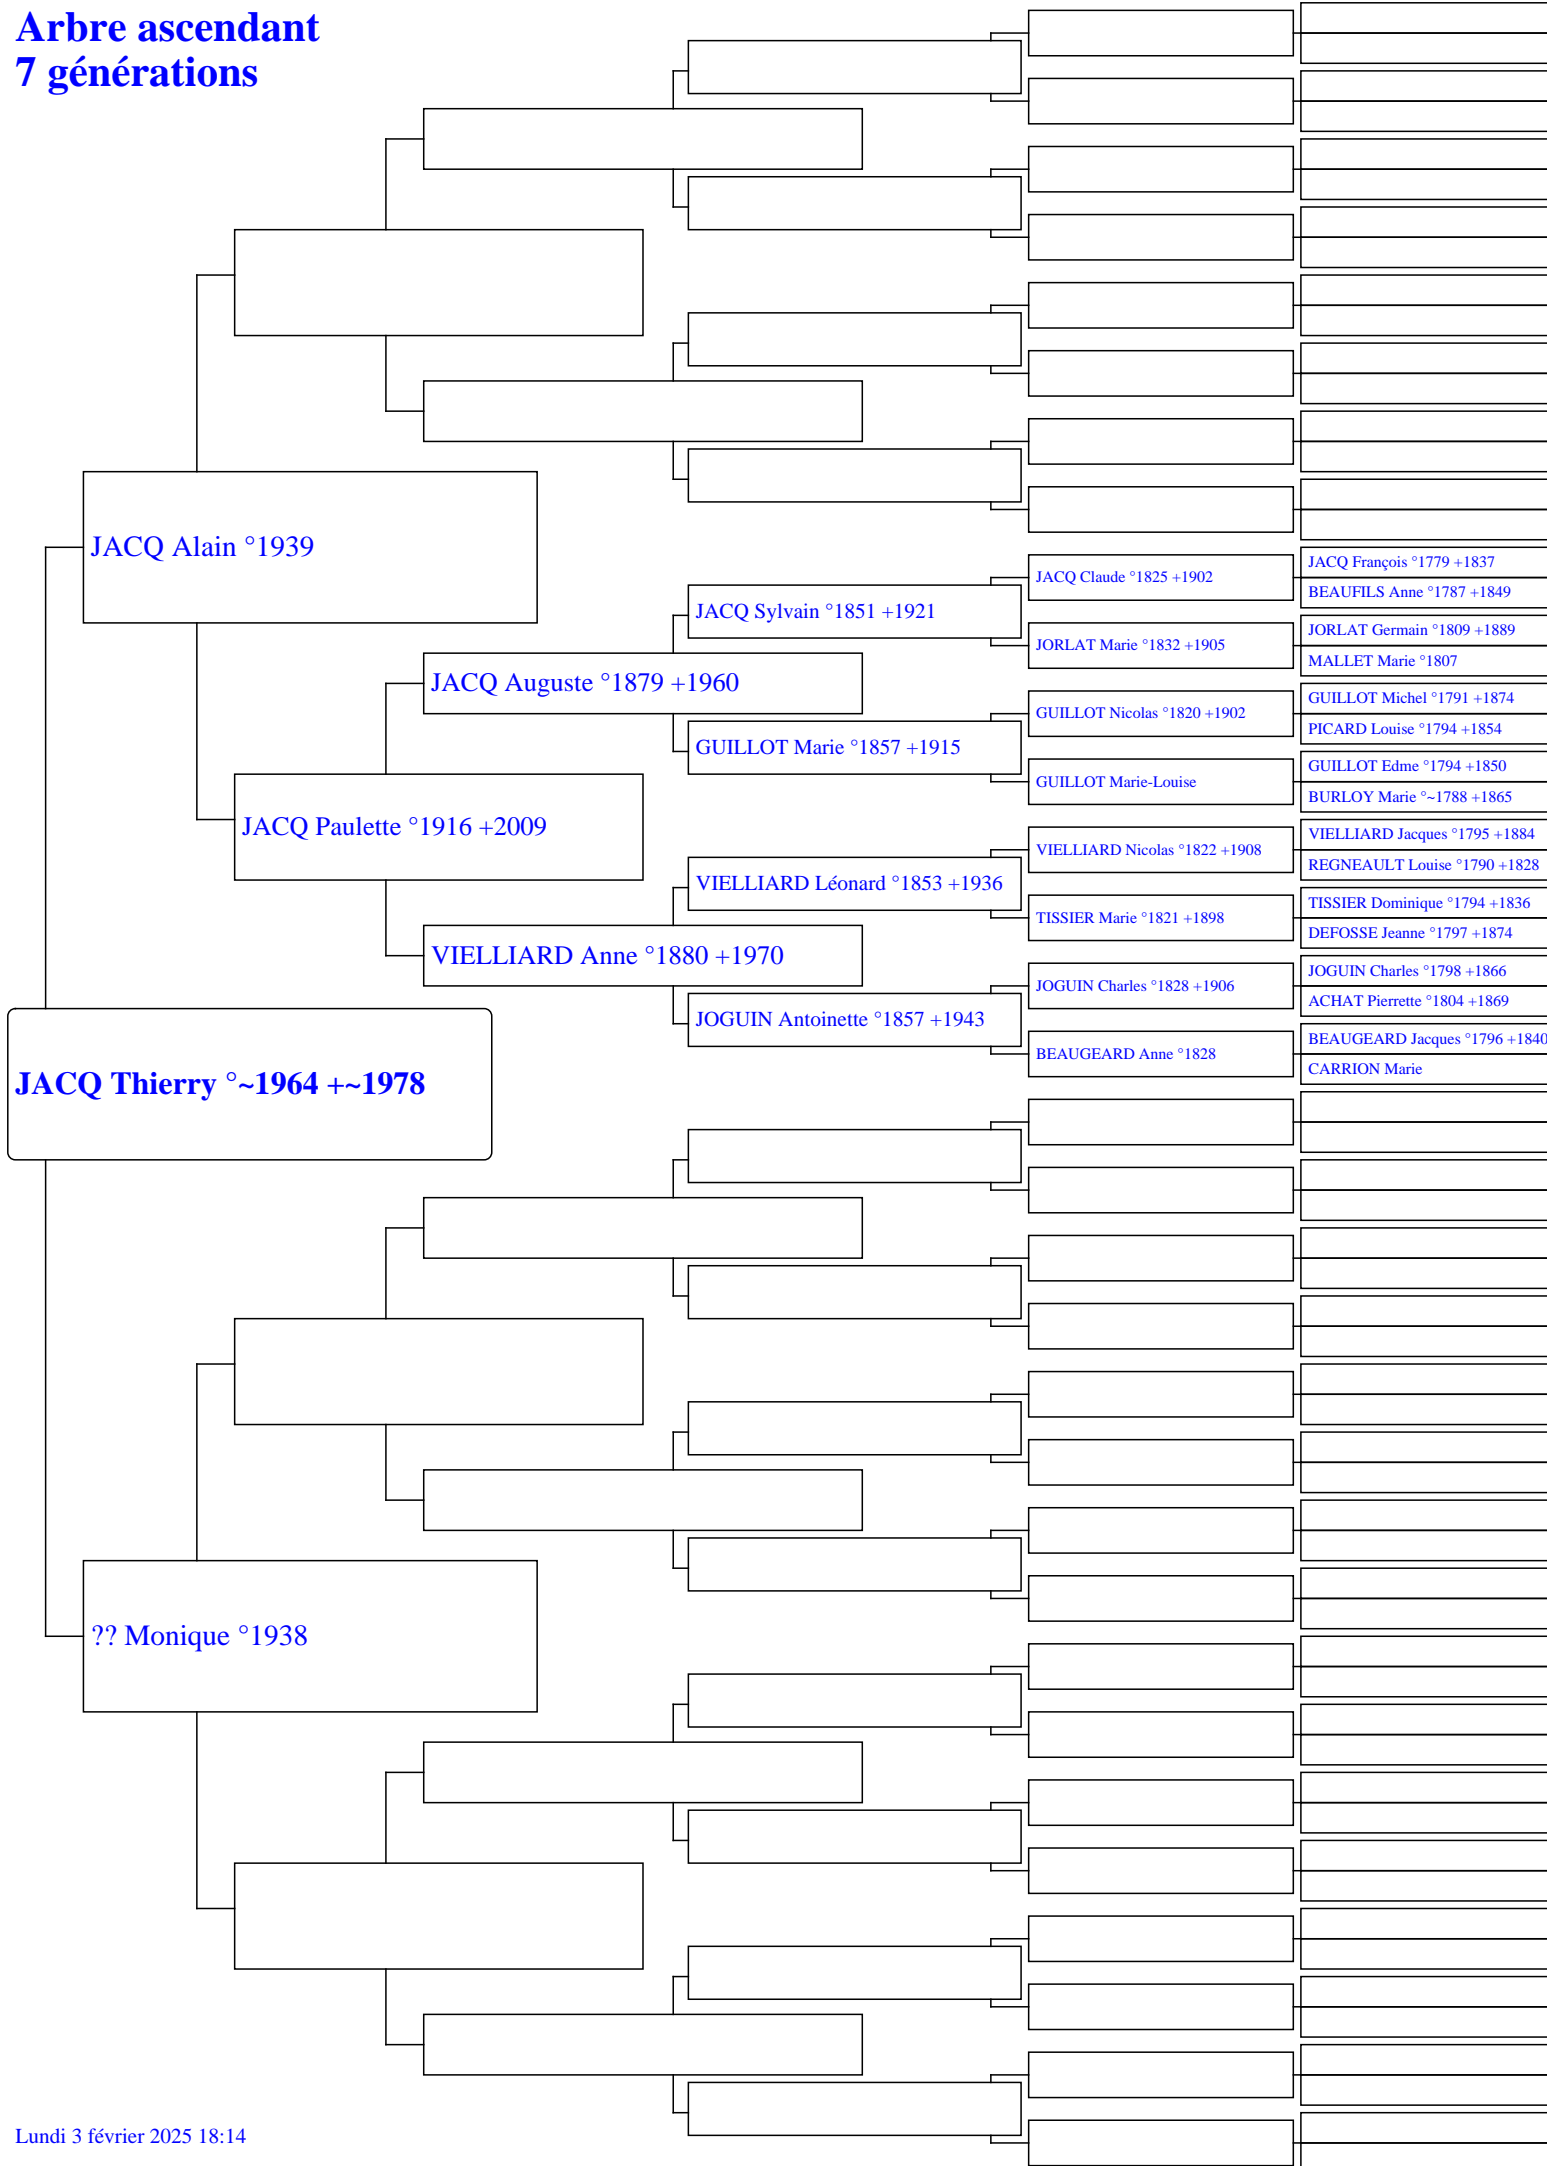 Arbre ascendant
7 générations
JACQ Thierry °~1964 +~1978
JACQ Alain °1939
?? Monique °1938
JACQ Paulette °1916 +2009
JACQ Auguste °1879 +1960
VIELLIARD Anne °1880 +1970
JACQ Sylvain °1851 +1921
GUILLOT Marie °1857 +1915
VIELLIARD Léonard °1853 +1936
JOGUIN Antoinette °1857 +1943
JACQ Claude °1825 +1902
JORLAT Marie °1832 +1905
GUILLOT Nicolas °1820 +1902
GUILLOT Marie-Louise
VIELLIARD Nicolas °1822 +1908
TISSIER Marie °1821 +1898
JOGUIN Charles °1828 +1906
BEAUGEARD Anne °1828
JACQ François °1779 +1837
BEAUFILS Anne °1787 +1849
JORLAT Germain °1809 +1889
MALLET Marie °1807
GUILLOT Michel °1791 +1874
PICARD Louise °1794 +1854
GUILLOT Edme °1794 +1850
BURLOY Marie °~1788 +1865
VIELLIARD Jacques °1795 +1884
REGNEAULT Louise °1790 +1828
TISSIER Dominique °1794 +1836
DEFOSSE Jeanne °1797 +1874
JOGUIN Charles °1798 +1866
ACHAT Pierrette °1804 +1869
BEAUGEARD Jacques °1796 +1840
CARRION Marie
Lundi 3 février 2025 18:14